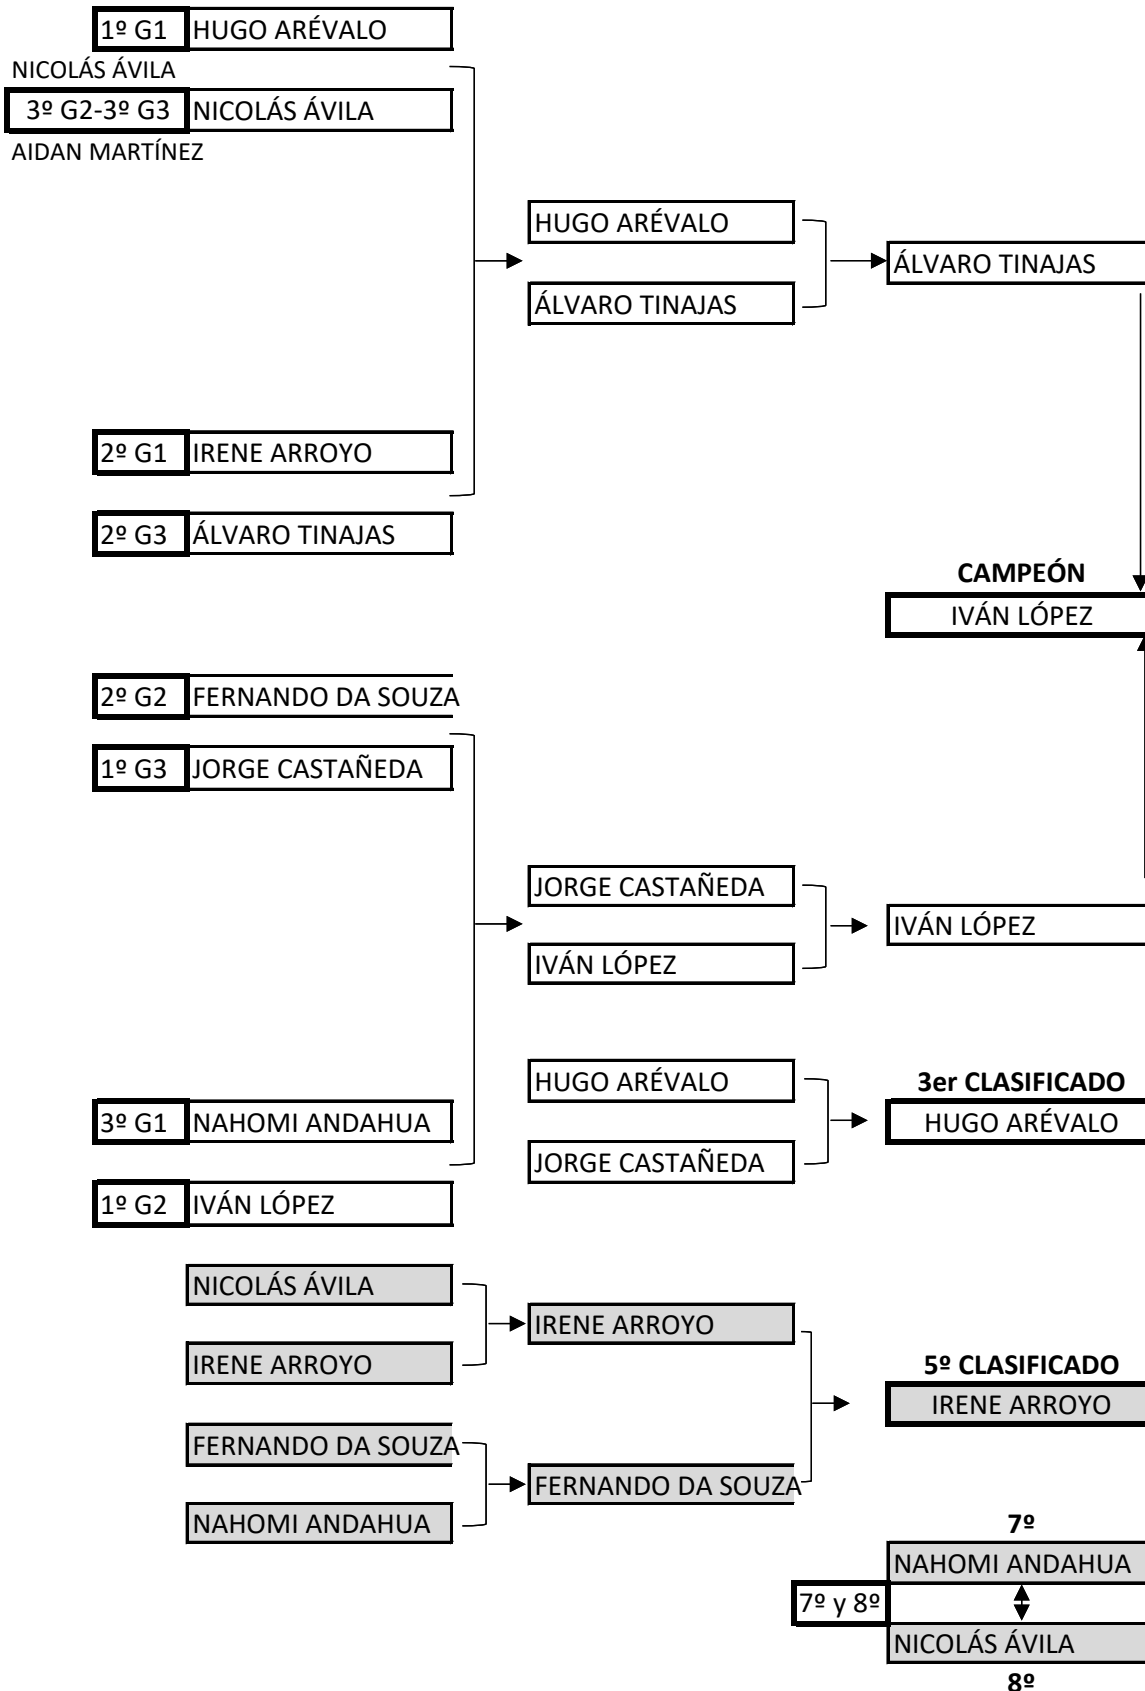 1º G1 HUGO ARÉVALO
NICOLÁS ÁVILA
3º G2-3º G3 NICOLÁS ÁVILA
AIDAN MARTÍNEZ
HUGO ARÉVALO
ÁLVARO TINAJAS
ÁLVARO TINAJAS
2º G1 IRENE ARROYO
2º G3 ÁLVARO TINAJAS
CAMPEÓN
IVÁN LÓPEZ
2º G2 FERNANDO DA SOUZA
1º G3 JORGE CASTAÑEDA
JORGE CASTAÑEDA
IVÁN LÓPEZ
IVÁN LÓPEZ
HUGO ARÉVALO
3er CLASIFICADO
HUGO ARÉVALO
3º G1 NAHOMI ANDAHUA
JORGE CASTAÑEDA
1º G2 IVÁN LÓPEZ
NICOLÁS ÁVILA
IRENE ARROYO
IRENE ARROYO
5º CLASIFICADO
IRENE ARROYO
FERNANDO DA SOUZA
FERNANDO DA SOUZA
NAHOMI ANDAHUA
7º
NAHOMI ANDAHUA
7º y 8º
NICOLÁS ÁVILA
8º